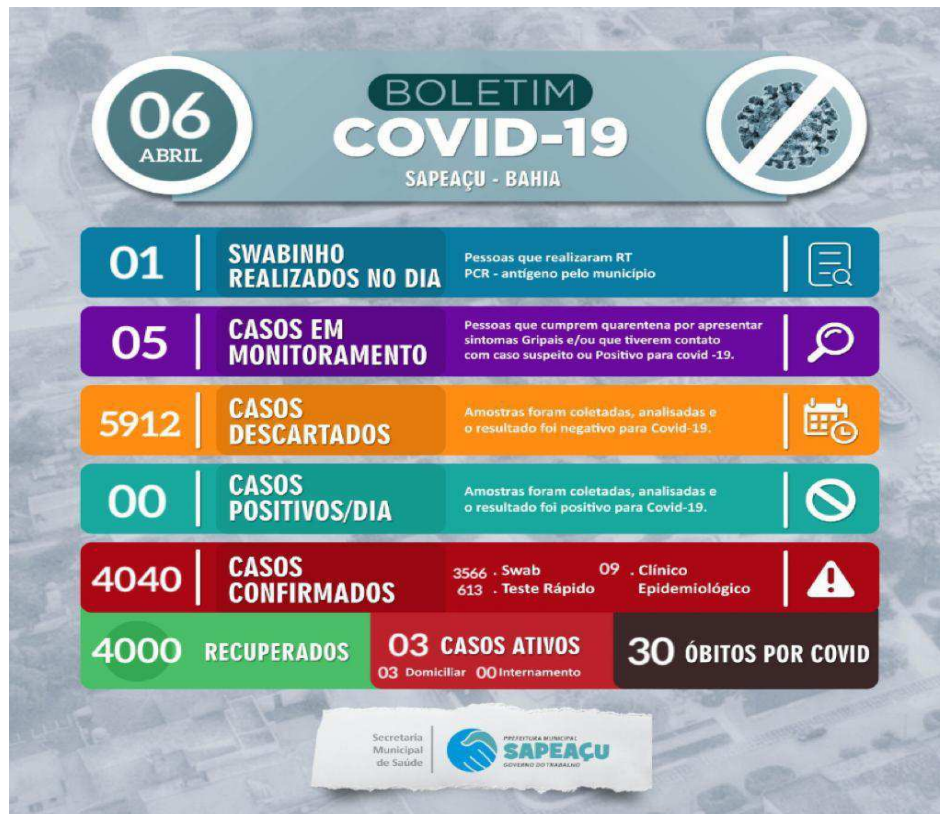 06
ABRIL
BOLETIM
COVID-19
SAPEAÇU - BAHIA
01
SWABINHO
REALIZADOS NO DIA
Pessoas que realizaram RT
PCR - antígeno pelo município
05
CASOS EM
MONITORAMENTO
Pessoas que cumprem quarentena por apresentar
sintomas Gripais e/ou que tiverem contato
com caso suspeito ou Positivo para covid -19.
5912
CASOS
DESCARTADOS
Amostras foram coletadas, analisadas e
o resultado foi negativo para Covid-19.
00
CASOS
POSITIVOS/DIA
Amostras foram coletadas, analisadas e
o resultado foi positivo para Covid-19.
4040
CASOS
CONFIRMADOS
3566 . Swab
613 . Teste Rápido
09 . Clínico
Epidemiológico
4000 RECUPERADOS
03 CASOS ATIVOS
03 Domiciliar 00 Internamento
30 ÓBITOS POR COVID
Secretaria
Municipal
de Saúde
PREFEITURA MUNICIPAL
SAPEAÇU
GOVERNO DO TRABALHO